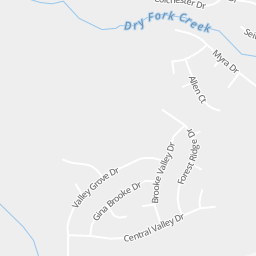 Colchester Dr
Dry Fork Creek
Myra Dr
Allen Ct
Forest Ridge Dr
Valley Grove Dr
Brooke Valley Dr
Gina Brooke Dr
Central Valley Dr